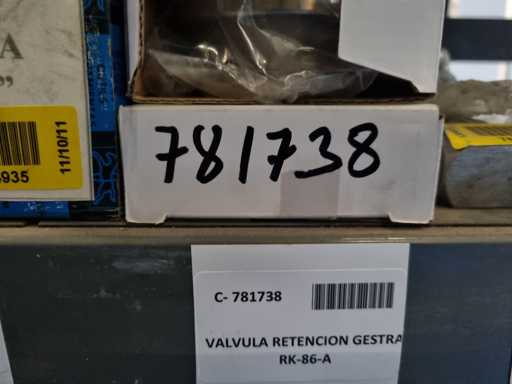 A
”
11/10/11
935
781738
C- 781738
VALVULA RETENCION GESTRA
RK-86-A